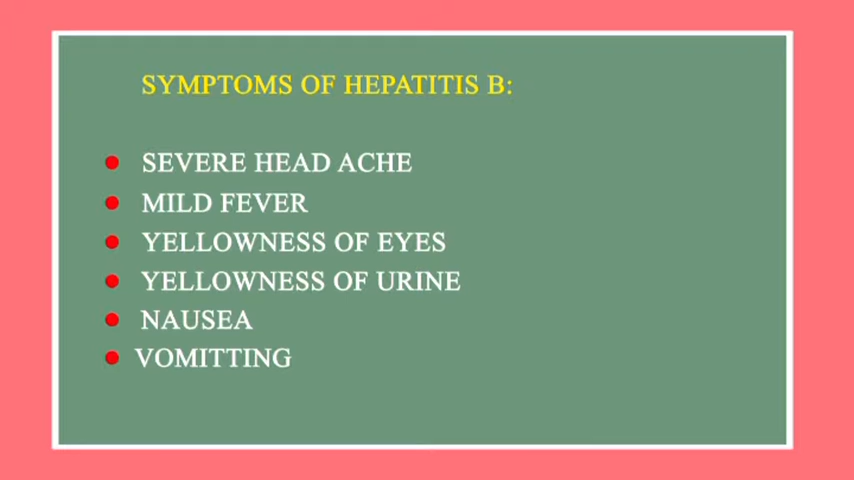 SYMPTOMS OF HEPATITIS B:
SEVERE HEAD ACHE
MILD FEVER
YELLOWNESS OF EYES
YELLOWNESS OF URINE
NAUSEA
VOMITTING